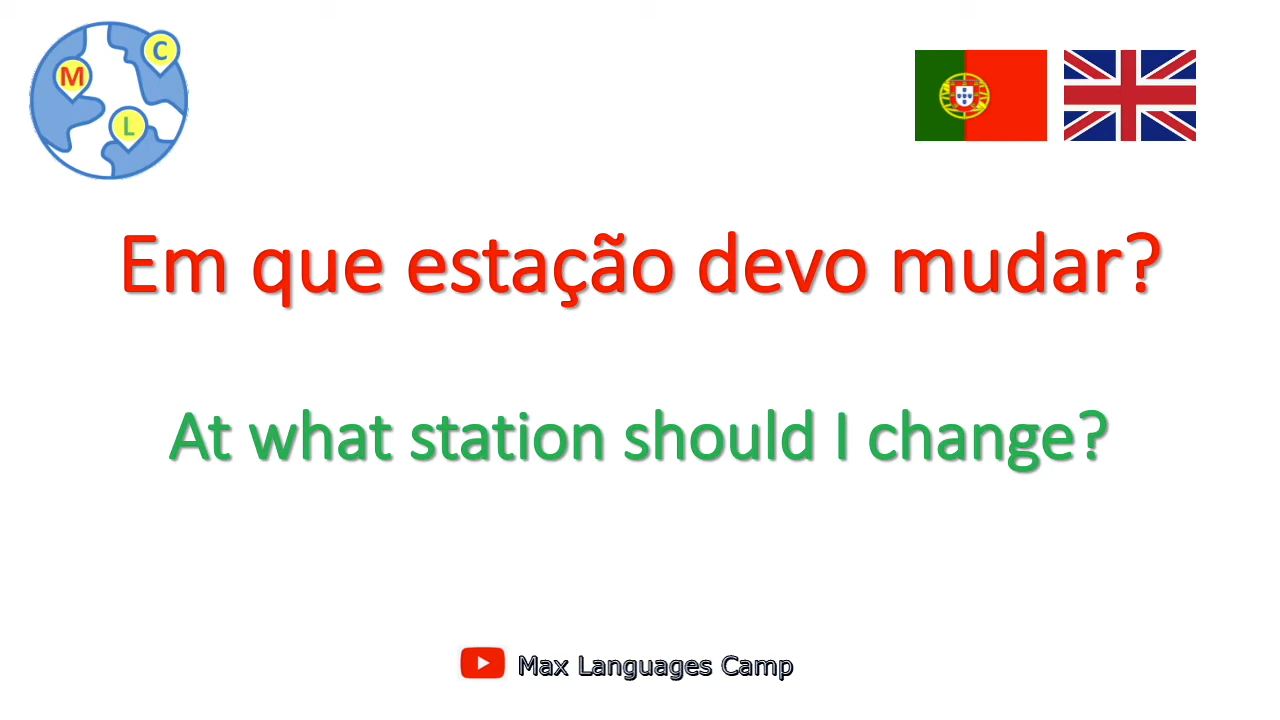 M
C
L
Em que estação devo mudar?
At what station should I change?
Max Languages Camp